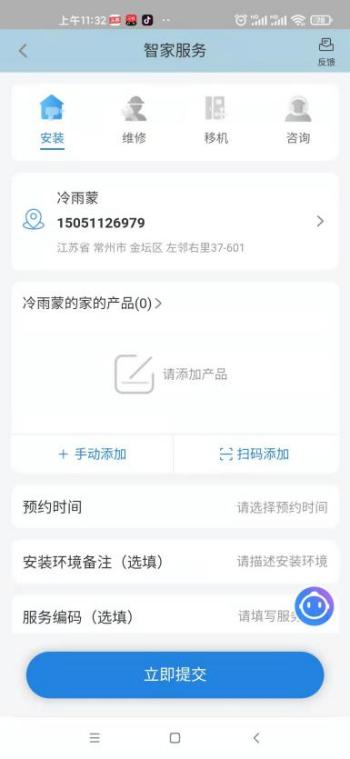 上午11:32
78
智家服务
反馈
安装
维修
移机
咨询
冷雨蒙
15051126979
江苏省 常州市 金坛区 左邻右里37-601
冷雨蒙的家的产品(0)
请添加产品
+ 手动添加
扫码添加
预约时间
请选择预约时间
安装环境备注（选填）
请描述安装环境
服务编码（选填）
请填写服务
立即提交